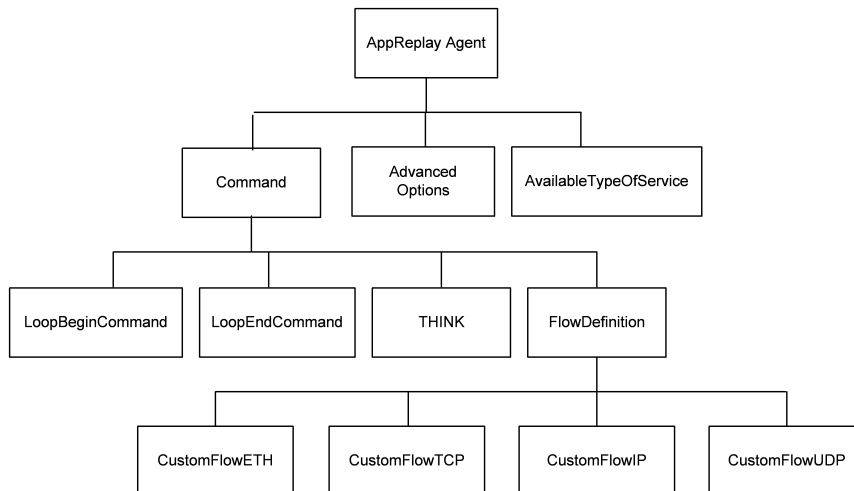 AppReplay Agent
Command
Advanced
Options
AvailableTypeOfService
LoopBeginCommand
LoopEndCommand
THINK
FlowDefinition
CustomFlowETH
CustomFlowTCP
CustomFlowIP
CustomFlowUDP